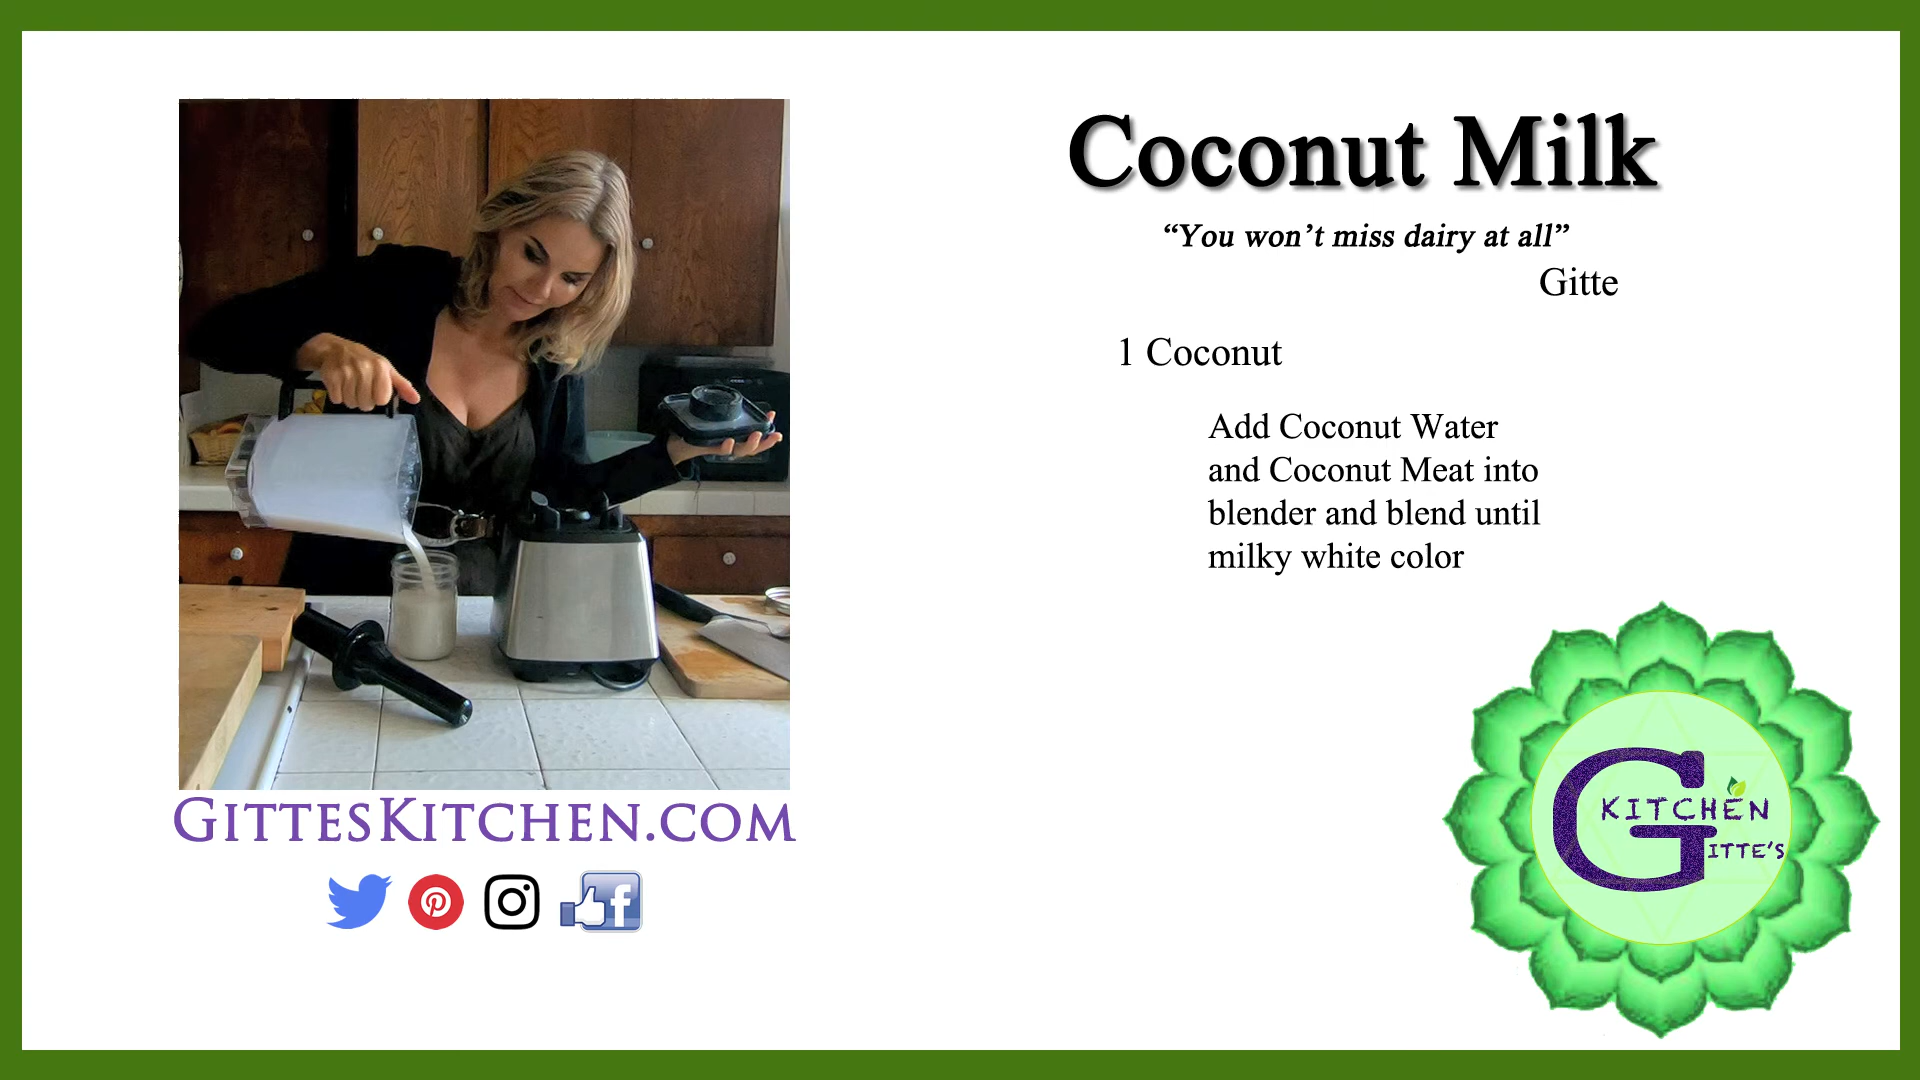 Coconut Milk
“You won’t miss dairy at all”
Gitte
1 Coconut
Add Coconut Water
and Coconut Meat into
blender and blend until
milky white color
GITTESKITCHEN.COM
KITCHEN
GITTE’S